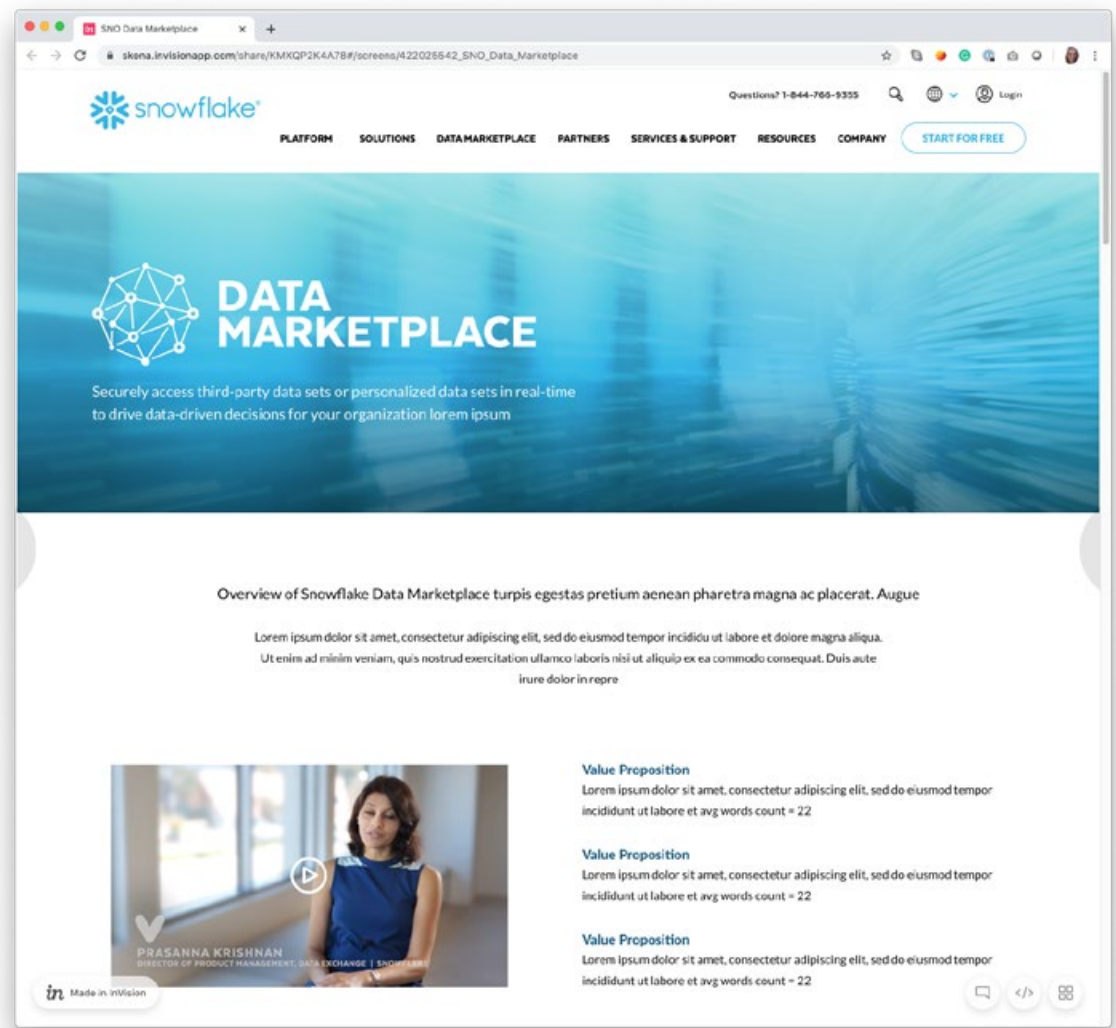 SNO Data Marketplace
skena.invisionapp.com/share/KMXQP2K4A7B#/screens/422025542_SNO_Data_Marketplace
snowflake®
Questions? 1-844-766-9355
Login
PLATFORM SOLUTIONS DATA MARKETPLACE PARTNERS SERVICES & SUPPORT RESOURCES COMPANY START FOR FREE
DATA
MARKETPLACE
Securely access third-party data sets or personalized data sets in real-time
to drive data-driven decisions for your organization lorem ipsum
Overview of Snowflake Data Marketplace turpis egestas pretium aenean pharetra magna ac placerat. Augue
Lorem ipsum dolor sit amet, consectetur adipiscing elit, sed do eiusmod tempor incididu ut labore et dolore magna aliqua.
Ut enim ad minim veniam, quis nostrud exercitation ullamco laboris nisi ut aliquip ex ea commodo consequat. Duis aute
irure dolor in repre
PRASANNA KRISHNAN
DIRECTOR OF PRODUCT MANAGEMENT, DATA EXCHANGE | SNOWFLAKE
Value Proposition
Lorem ipsum dolor sit amet, consectetur adipiscing elit, sed do eiusmod tempor
incididunt ut labore et avg words count = 22
Value Proposition
Lorem ipsum dolor sit amet, consectetur adipiscing elit, sed do eiusmod tempor
incididunt ut labore et avg words count = 22
Value Proposition
Lorem ipsum dolor sit amet, consectetur adipiscing elit, sed do eiusmod tempor
incididunt ut labore et avg words count = 22
in Made in InVision